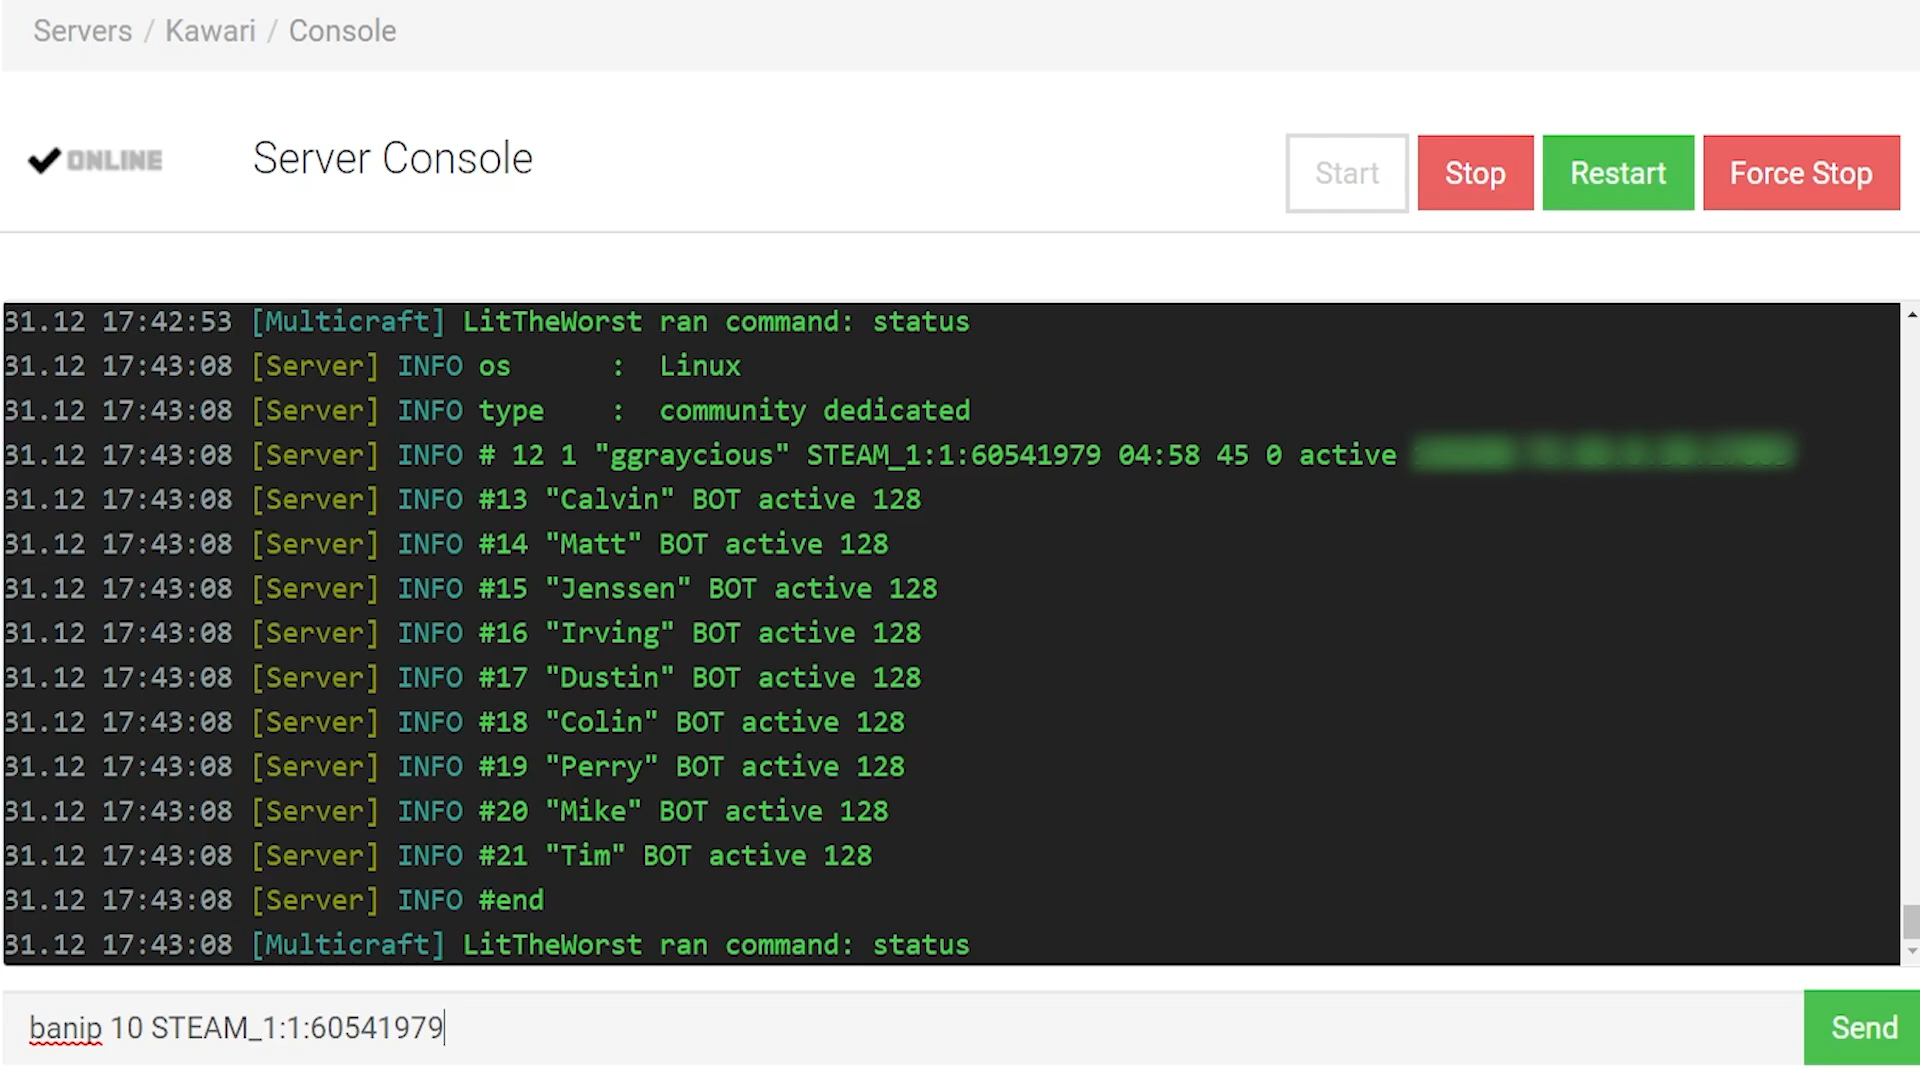 Servers / Kawari / Console
ONLINE
Server Console
Start
Stop
Restart
Force Stop
31.12 17:42:53 [Multicraft] LitTheWorst ran command: status
31.12 17:43:08 [Server] INFO os      :  Linux
31.12 17:43:08 [Server] INFO type    :  community dedicated
31.12 17:43:08 [Server] INFO # 12 1 "ggraycious" STEAM_1:1:60541979 04:58 45 0 active
31.12 17:43:08 [Server] INFO #13 "Calvin" BOT active 128
31.12 17:43:08 [Server] INFO #14 "Matt" BOT active 128
31.12 17:43:08 [Server] INFO #15 "Jenssen" BOT active 128
31.12 17:43:08 [Server] INFO #16 "Irving" BOT active 128
31.12 17:43:08 [Server] INFO #17 "Dustin" BOT active 128
31.12 17:43:08 [Server] INFO #18 "Colin" BOT active 128
31.12 17:43:08 [Server] INFO #19 "Perry" BOT active 128
31.12 17:43:08 [Server] INFO #20 "Mike" BOT active 128
31.12 17:43:08 [Server] INFO #21 "Tim" BOT active 128
31.12 17:43:08 [Server] INFO #end
31.12 17:43:08 [Multicraft] LitTheWorst ran command: status
banip 10 STEAM_1:1:60541979
Send